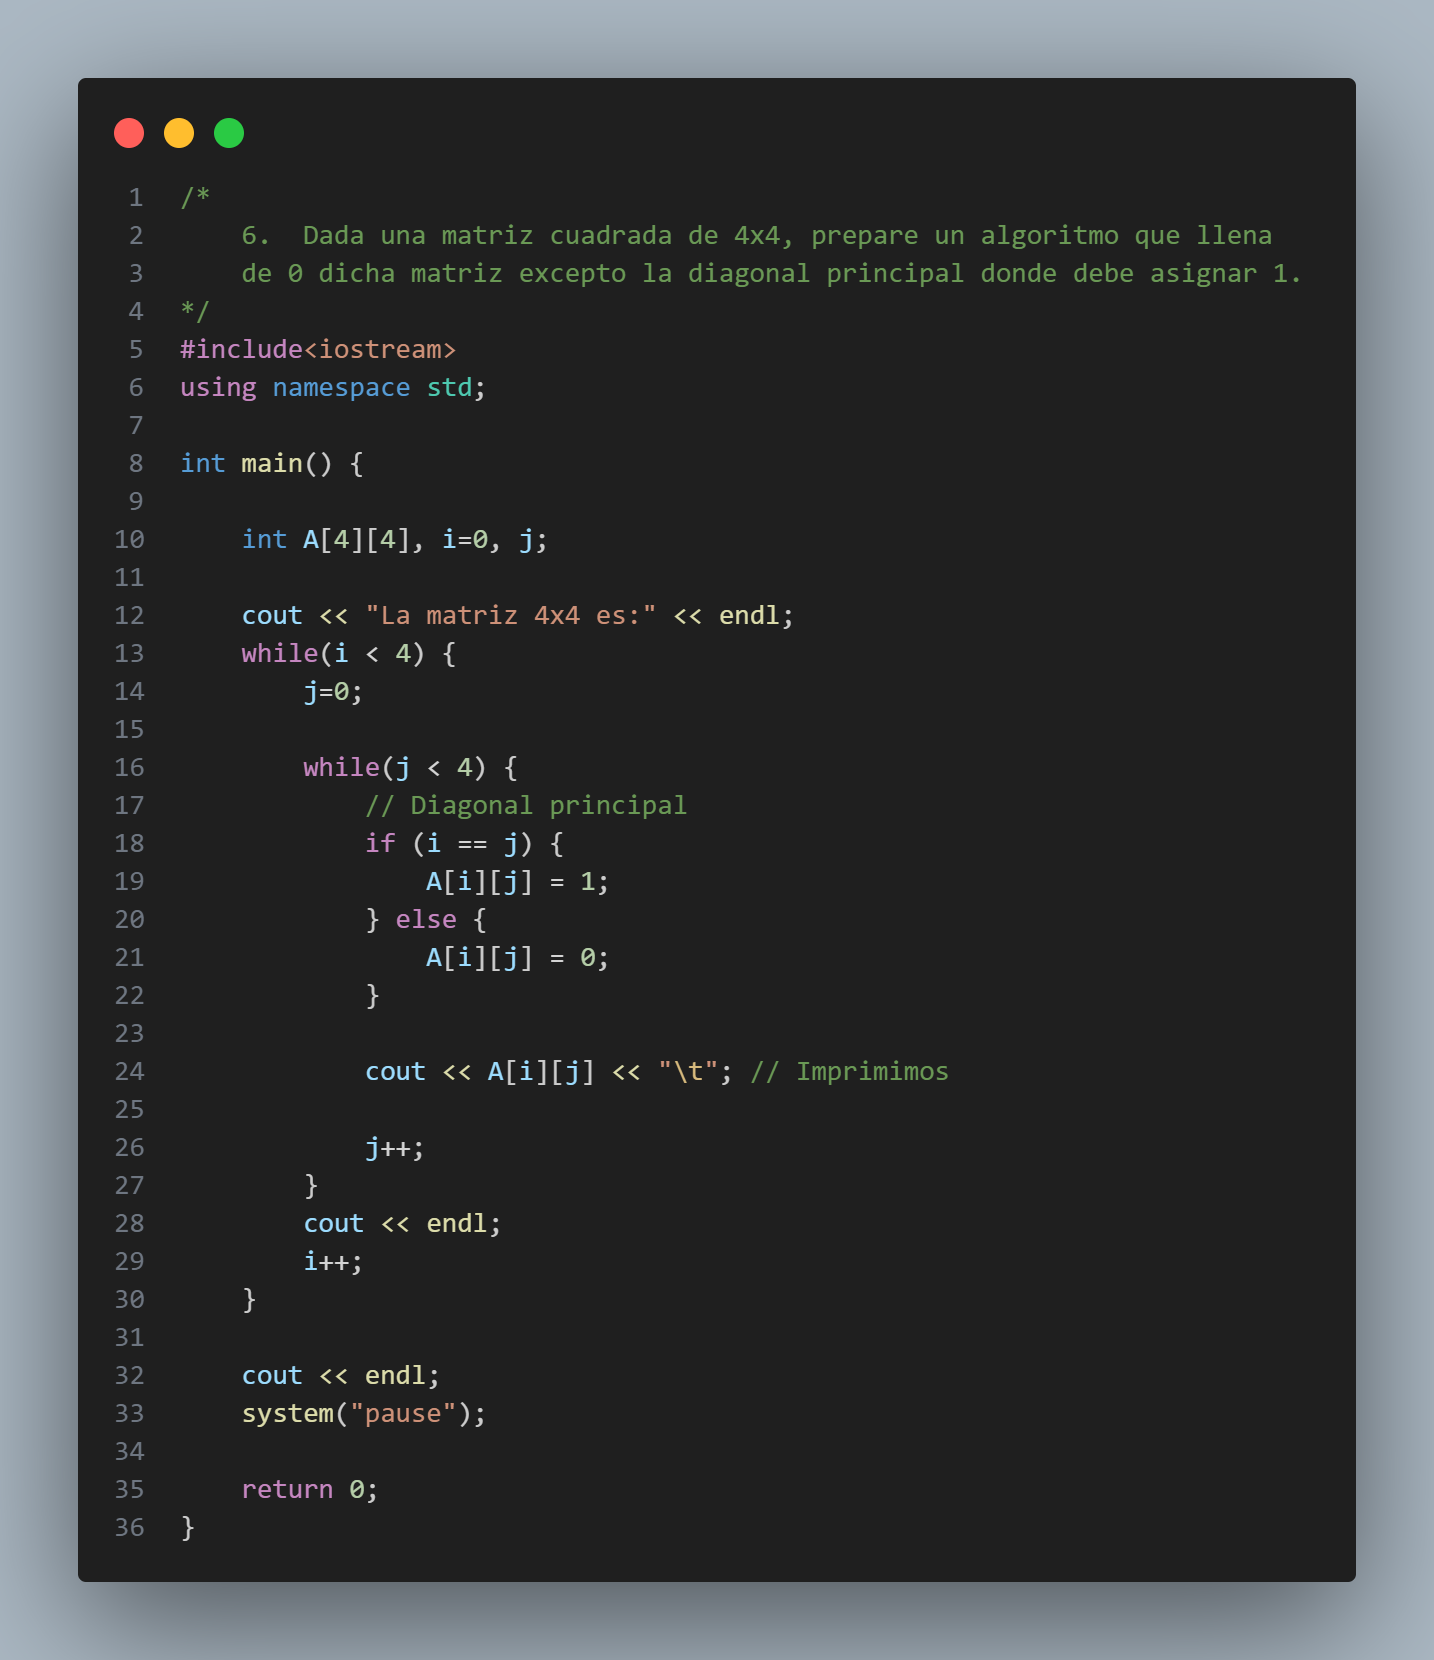 1 /*
2     6.  Dada una matriz cuadrada de 4x4, prepare un algoritmo que llena
3     de 0 dicha matriz excepto la diagonal principal donde debe asignar 1.
4 */
5 #include<iostream>
6 using namespace std;
7
8 int main() {
9
10     int A[4][4], i=0, j;
11
12     cout << "La matriz 4x4 es:" << endl;
13     while(i < 4) {
14         j=0;
15
16         while(j < 4) {
17             // Diagonal principal
18             if (i == j) {
19                 A[i][j] = 1;
20             } else {
21                 A[i][j] = 0;
22             }
23
24             cout << A[i][j] << "\t"; // Imprimimos
25
26             j++;
27         }
28         cout << endl;
29         i++;
30     }
31
32     cout << endl;
33     system("pause");
34
35     return 0;
36 }